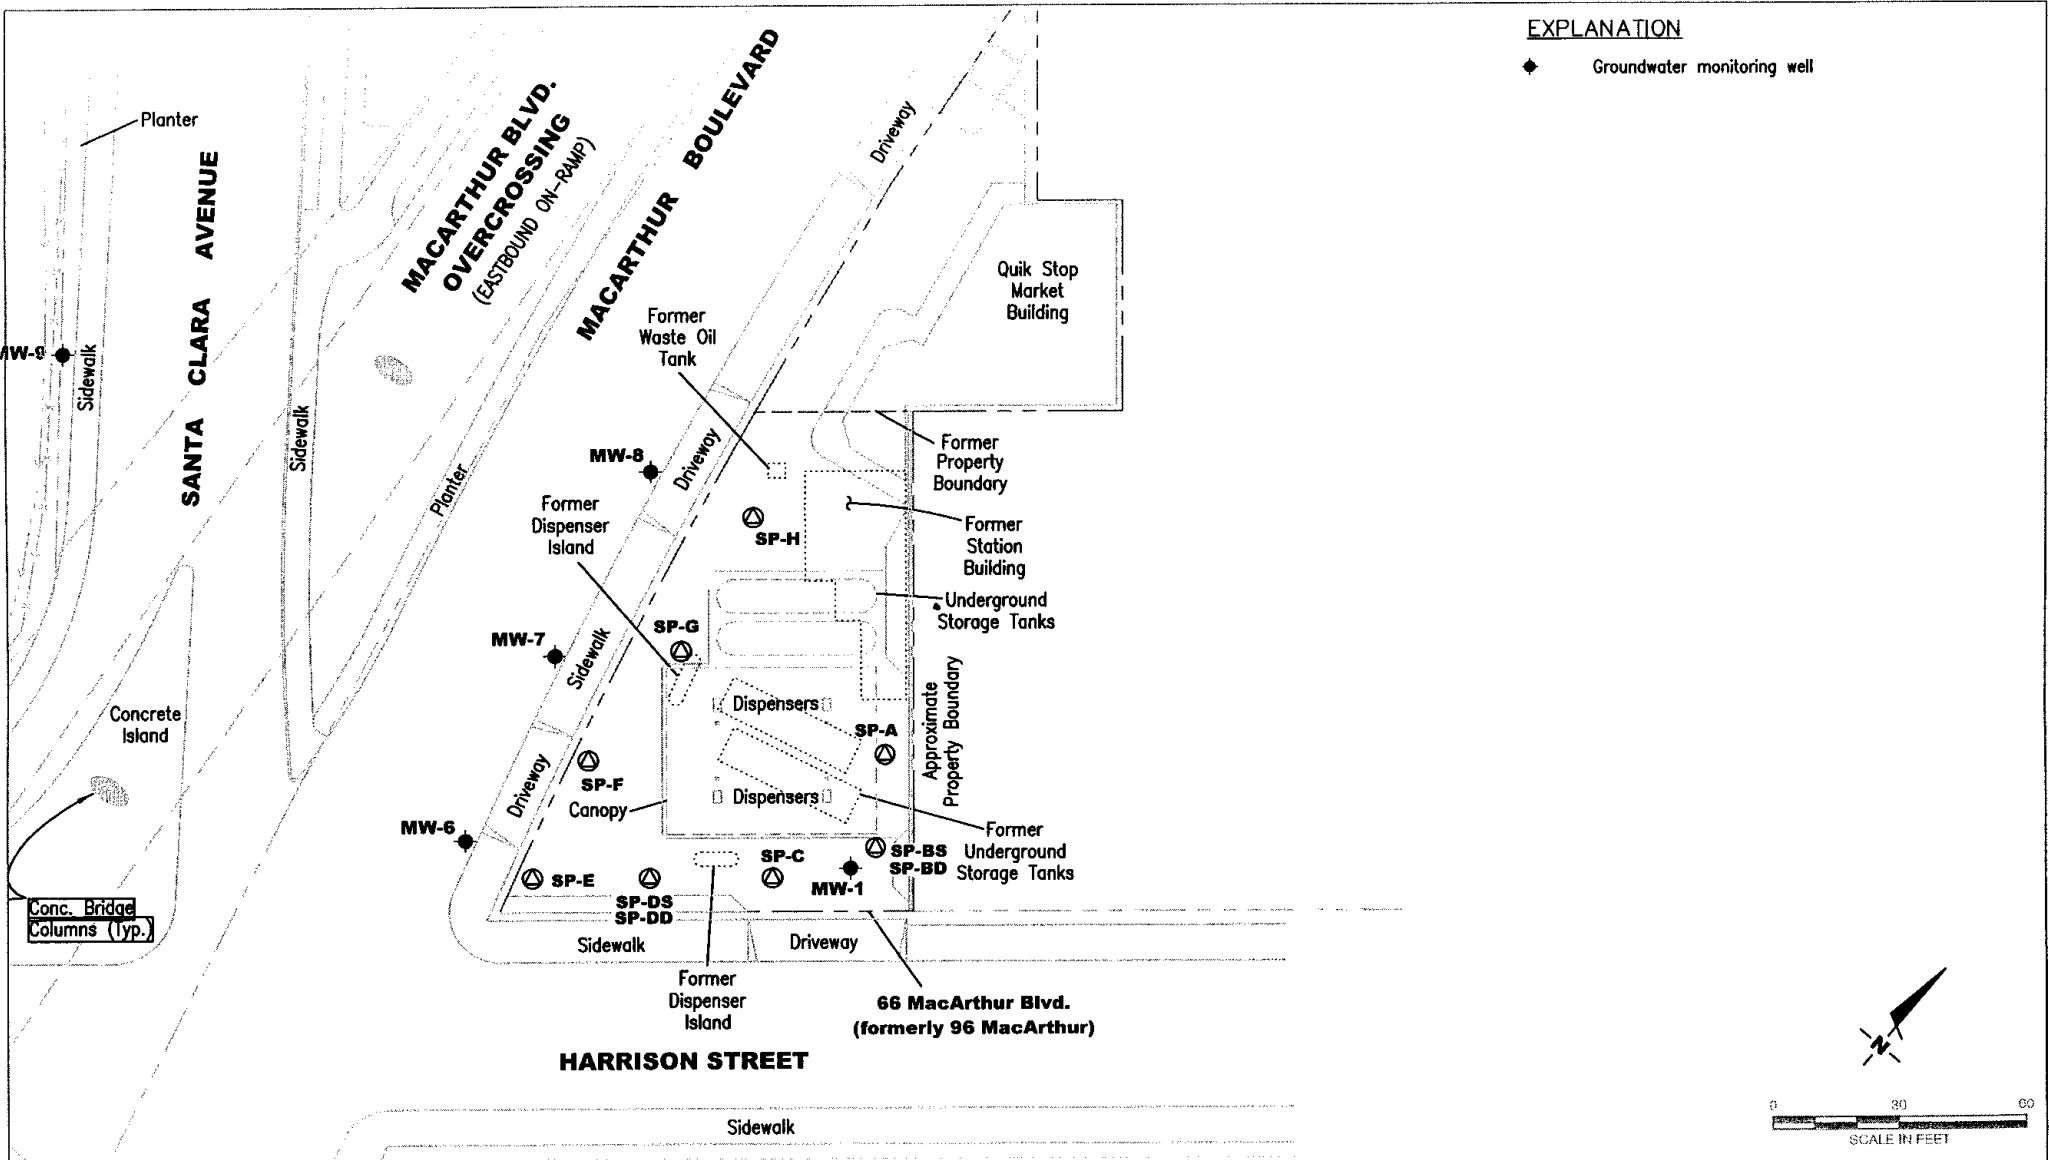 EXPLANATION
Groundwater monitoring well
Planter
SANTA CLARA AVENUE
MACARTHUR BLVD.
OVERCROSSING
(EASTBOUND ON-RAMP)
MACARTHUR BOULEVARD
Driveway
Quik Stop
Market
Building
Former
Waste Oil
Tank
MW-9
Sidewalk
Sidewalk
Planter
MW-8
Driveway
Former
Property
Boundary
Former
Dispenser
Island
SP-H
Former
Station
Building
Underground
Storage Tanks
SP-G
MW-7
Sidewalk
Concrete
Island
Dispensers
SP-A
Approximate
Property Boundary
SP-F
Driveway
Canopy
Dispensers
MW-6
Former
Underground
Storage Tanks
SP-BS
SP-BD
SP-C
MW-1
SP-E
SP-DS
SP-DD
Conc. Bridge
Columns (Typ.)
Sidewalk
Driveway
Former
Dispenser
Island
66 MacArthur Blvd.
(formerly 96 MacArthur)
HARRISON STREET
Sidewalk
N
0 30 60
SCALE IN FEET